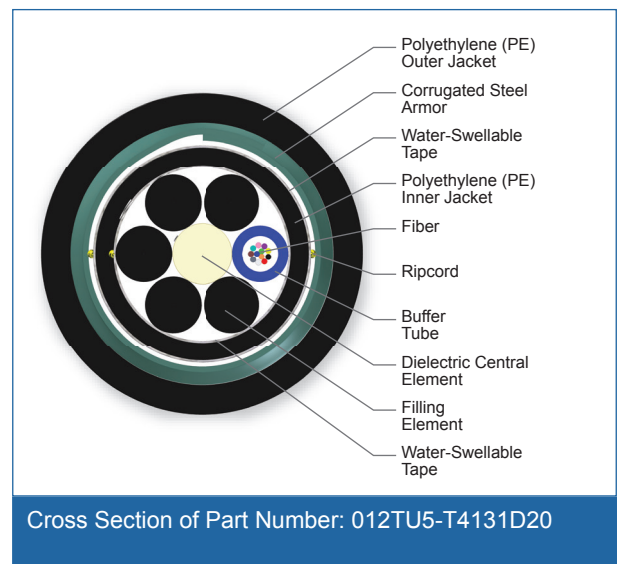 Polyethylene (PE)
Outer Jacket
Corrugated Steel
Armor
Water-Swellable
Tape
Polyethylene (PE)
Inner Jacket
Fiber
Ripcord
Buffer
Tube
Dielectric Central
Element
Filling
Element
Water-Swellable
Tape
Cross Section of Part Number: 012TU5-T4131D20